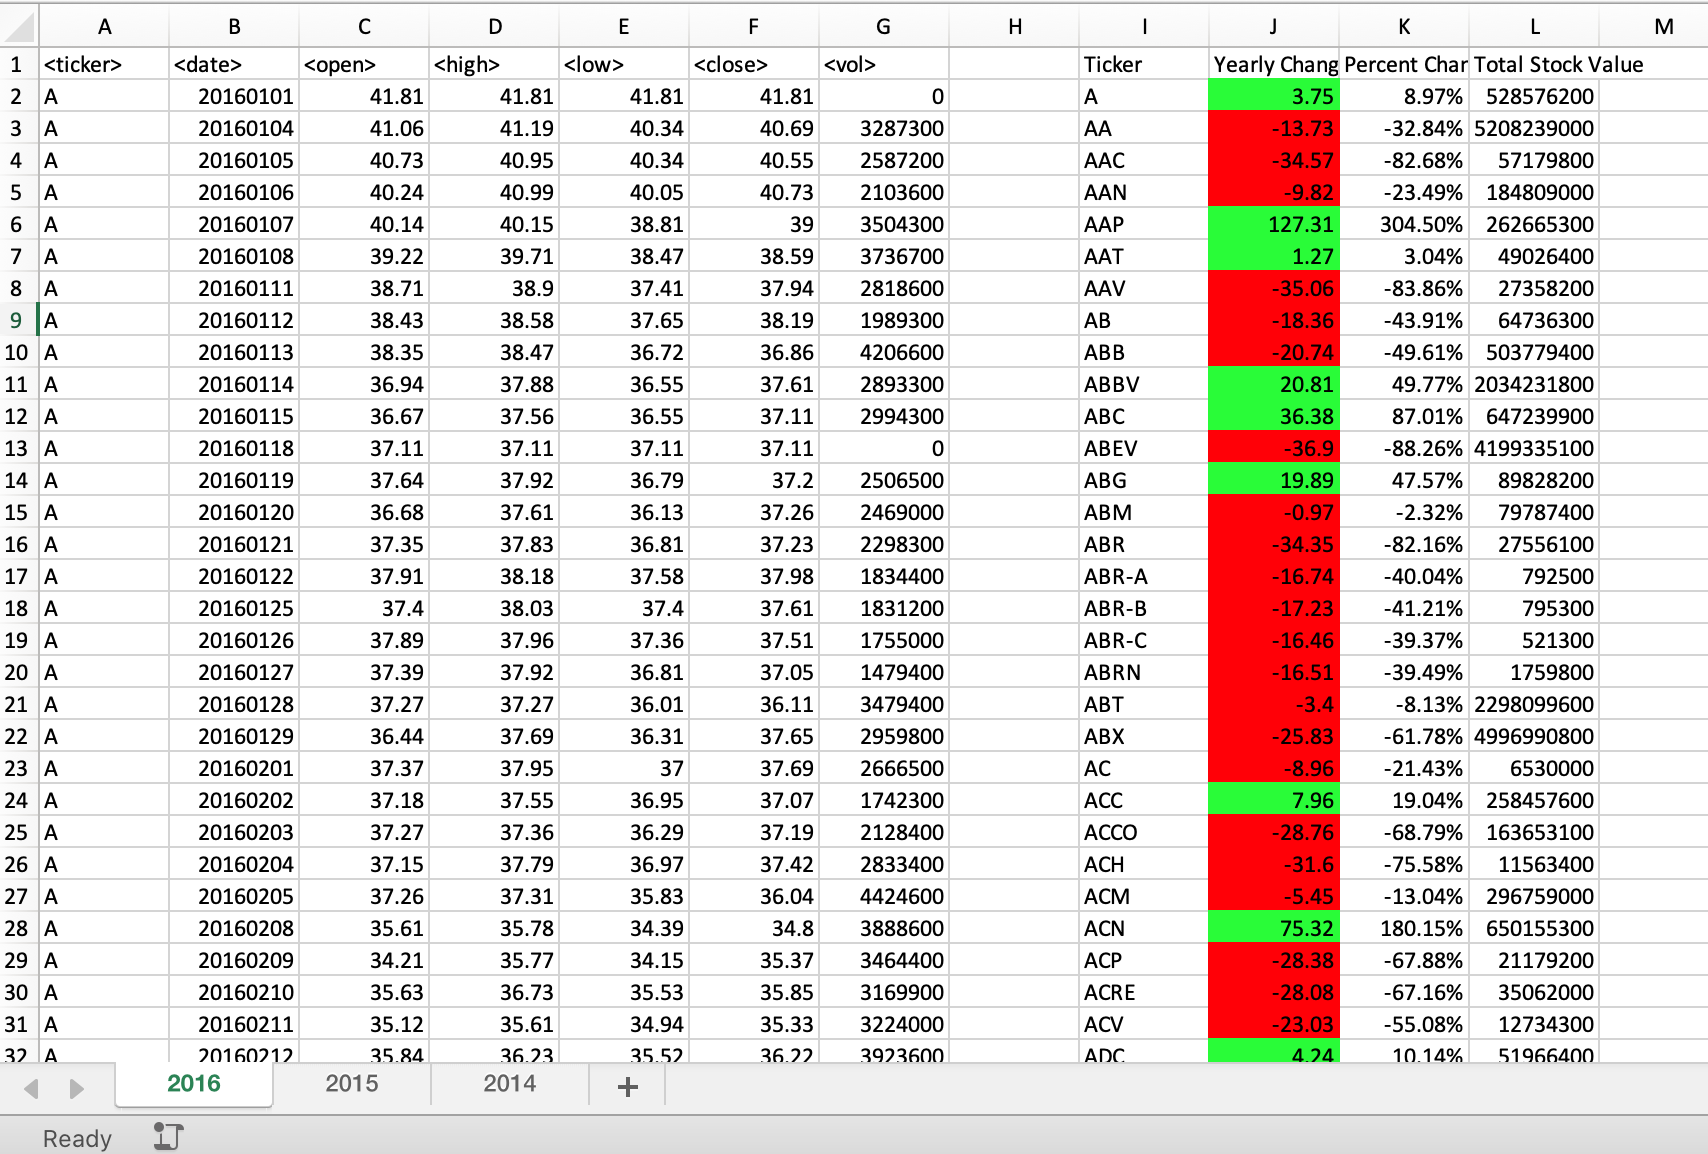 A B C D E F G H I J K L M
1 <ticker> <date> <open> <high> <low> <close> <vol> Ticker Yearly Chang Percent Char Total Stock Value
2 A 20160101 41.81 41.81 41.81 41.81 0 A 3.75 8.97% 528576200
3 A 20160104 41.06 41.19 40.34 40.69 3287300 AA -13.73 -32.84% 5208239000
4 A 20160105 40.73 40.95 40.34 40.55 2587200 AAC -34.57 -82.68% 57179800
5 A 20160106 40.24 40.99 40.05 40.73 2103600 AAN -9.82 -23.49% 184809000
6 A 20160107 40.14 40.15 38.81 39 3504300 AAP 127.31 304.50% 262665300
7 A 20160108 39.22 39.71 38.47 38.59 3736700 AAT 1.27 3.04% 49026400
8 A 20160111 38.71 38.9 37.41 37.94 2818600 AAV -35.06 -83.86% 27358200
9 A 20160112 38.43 38.58 37.65 38.19 1989300 AB -18.36 -43.91% 64736300
10 A 20160113 38.35 38.47 36.72 36.86 4206600 ABB -20.74 -49.61% 503779400
11 A 20160114 36.94 37.88 36.55 37.61 2893300 ABBV 20.81 49.77% 2034231800
12 A 20160115 36.67 37.56 36.55 37.11 2994300 ABC 36.38 87.01% 647239900
13 A 20160118 37.11 37.11 37.11 37.11 0 ABEV -36.9 -88.26% 4199335100
14 A 20160119 37.64 37.92 36.79 37.2 2506500 ABG 19.89 47.57% 89828200
15 A 20160120 36.68 37.61 36.13 37.26 2469000 ABM -0.97 -2.32% 79787400
16 A 20160121 37.35 37.83 36.81 37.23 2298300 ABR -34.35 -82.16% 27556100
17 A 20160122 37.91 38.18 37.58 37.98 1834400 ABR-A -16.74 -40.04% 792500
18 A 20160125 37.4 38.03 37.4 37.61 1831200 ABR-B -17.23 -41.21% 795300
19 A 20160126 37.89 37.96 37.36 37.51 1755000 ABR-C -16.46 -39.37% 521300
20 A 20160127 37.39 37.92 36.81 37.05 1479400 ABRN -16.51 -39.49% 1759800
21 A 20160128 37.27 37.27 36.01 36.11 3479400 ABT -3.4 -8.13% 2298099600
22 A 20160129 36.44 37.69 36.31 37.65 2959800 ABX -25.83 -61.78% 4996990800
23 A 20160201 37.37 37.95 37 37.69 2666500 AC -8.96 -21.43% 6530000
24 A 20160202 37.18 37.55 36.95 37.07 1742300 ACC 7.96 19.04% 258457600
25 A 20160203 37.27 37.36 36.29 37.19 2128400 ACCO -28.76 -68.79% 163653100
26 A 20160204 37.15 37.79 36.97 37.42 2833400 ACH -31.6 -75.58% 11563400
27 A 20160205 37.26 37.31 35.83 36.04 4424600 ACM -5.45 -13.04% 296759000
28 A 20160208 35.61 35.78 34.39 34.8 3888600 ACN 75.32 180.15% 650155300
29 A 20160209 34.21 35.77 34.15 35.37 3464400 ACP -28.38 -67.88% 21179200
30 A 20160210 35.63 36.73 35.53 35.85 3169900 ACRE -28.08 -67.16% 35062000
31 A 20160211 35.12 35.61 34.94 35.33 3224000 ACV -23.03 -55.08% 12734300
32 A 20160212 35.84 36.23 35.52 36.22 3923600 ADC 4.24 10.14% 51966400
2016 2015 2014 +
Ready